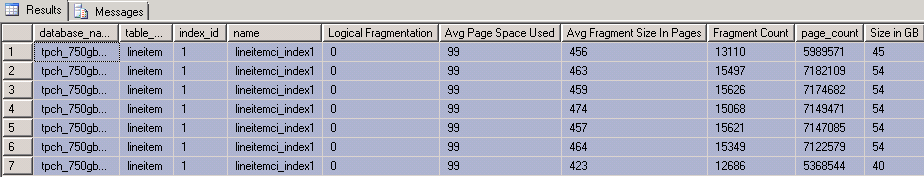 Results Messages
database_na... table_... index_id name Logical Fragmentation Avg Page Space Used Avg Fragment Size In Pages Fragment Count page_count Size in GB
1 tpch_750gb... lineitem 1 lineitemci_index1 0 99 456 13110 5989571 45
2 tpch_750gb... lineitem 1 lineitemci_index1 0 99 463 15497 7182109 54
3 tpch_750gb... lineitem 1 lineitemci_index1 0 99 459 15626 7174682 54
4 tpch_750gb... lineitem 1 lineitemci_index1 0 99 474 15068 7149471 54
5 tpch_750gb... lineitem 1 lineitemci_index1 0 99 457 15621 7147085 54
6 tpch_750gb... lineitem 1 lineitemci_index1 0 99 464 15349 7122579 54
7 tpch_750gb... lineitem 1 lineitemci_index1 0 99 423 12686 5368544 40